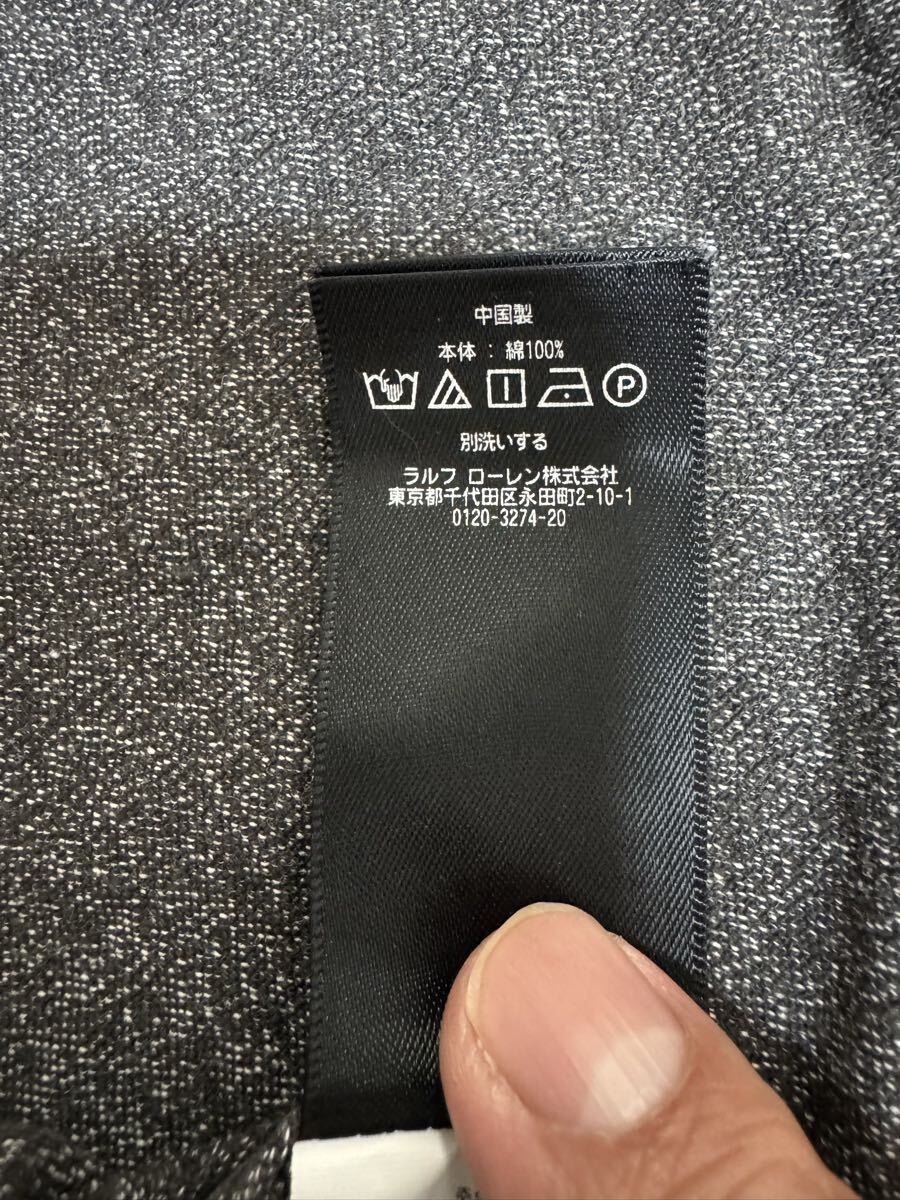 中国製
本体 : 綿100%
P
別洗いする
ラルフ ローレン株式会社
東京都千代田区永田町2-10-1
0120-3274-20